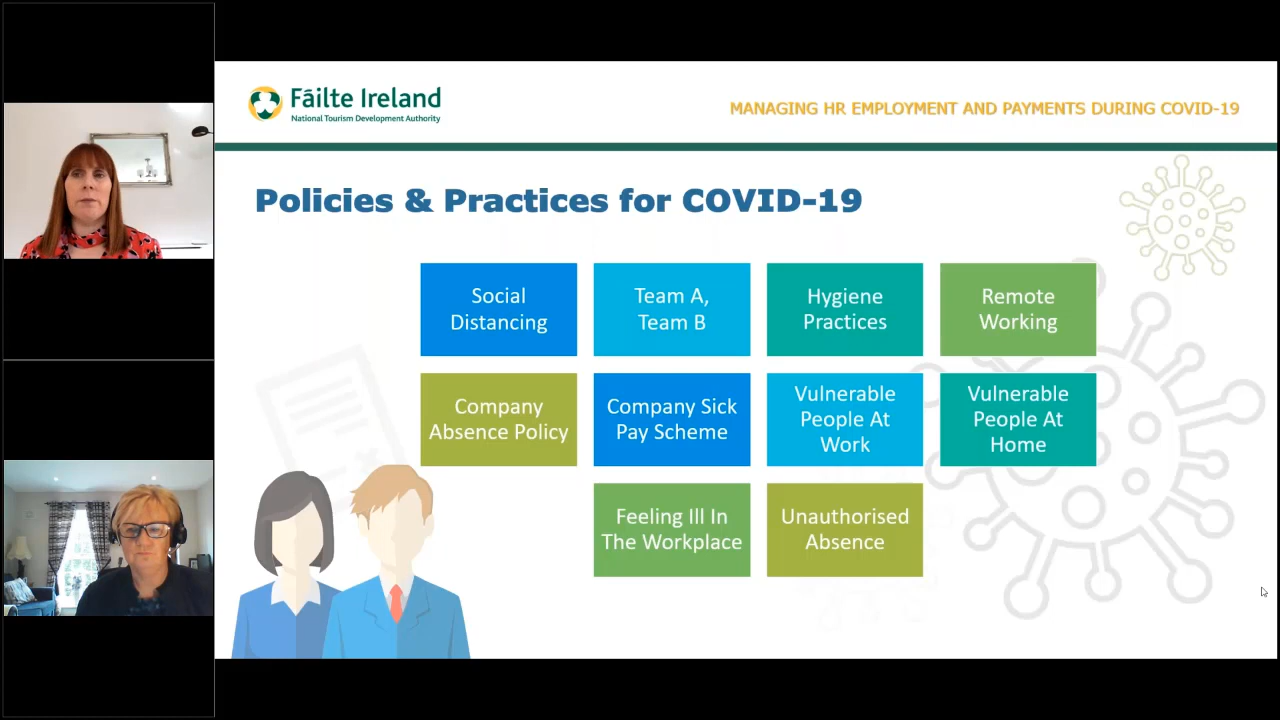 Fáilte Ireland
National Tourism Development Authority
MANAGING HR EMPLOYMENT AND PAYMENTS DURING COVID-19
Policies & Practices for COVID-19
Social
Distancing
Team A,
Team B
Hygiene
Practices
Remote
Working
Company
Absence Policy
Company Sick
Pay Scheme
Vulnerable
People At
Work
Vulnerable
People At
Home
Feeling Ill In
The Workplace
Unauthorised
Absence